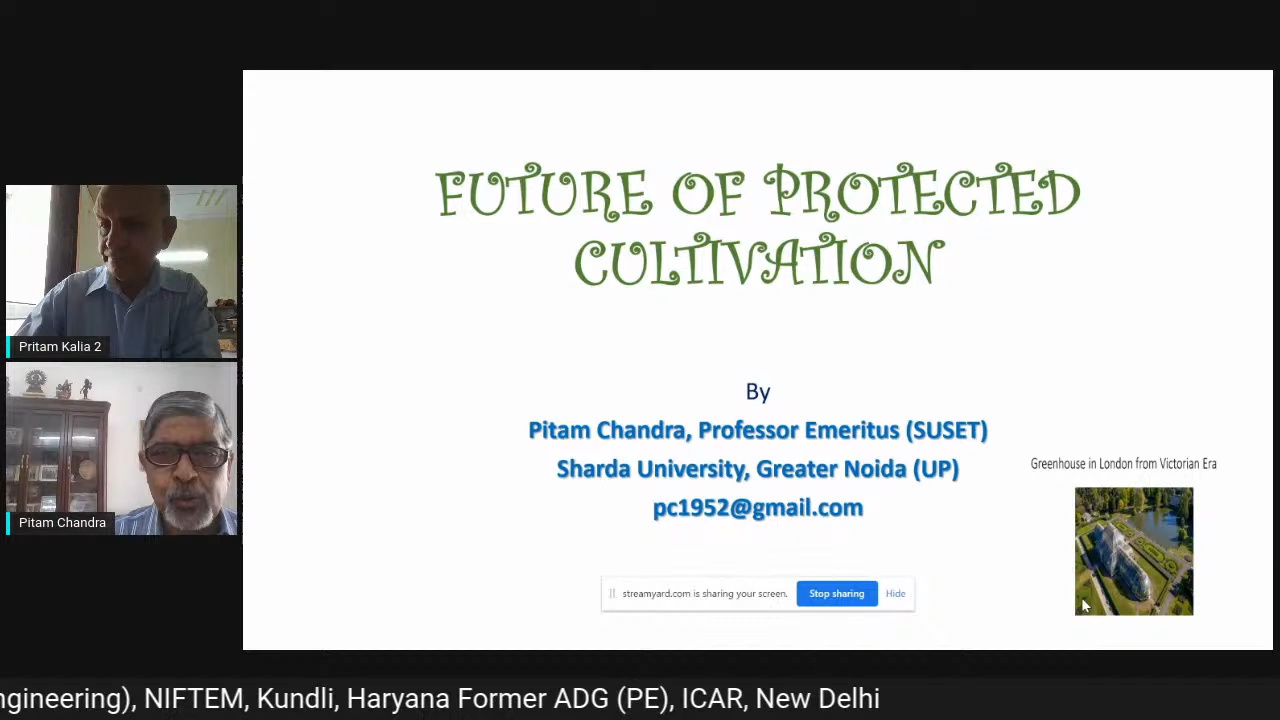 FUTURE OF PROTECTED
CULTIVATION
By
Pitam Chandra, Professor Emeritus (SUSET)
Sharda University, Greater Noida (UP)
pc1952@gmail.com
Greenhouse in London from Victorian Era
streamyard.com is sharing your screen. Stop sharing Hide
Pritam Kalia 2
Pitam Chandra
ngineering), NIFTEM, Kundli, Haryana Former ADG (PE), ICAR, New Delhi